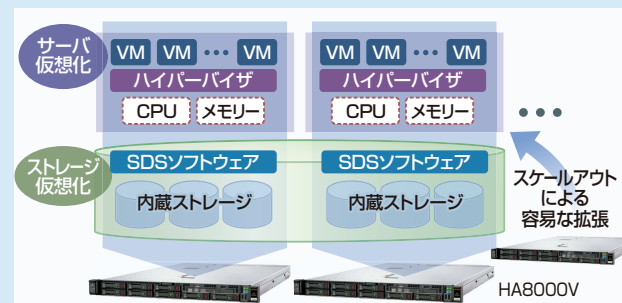 サーバ
仮想化
VM VM ••• VM
VM VM ••• VM
ハイパーバイザ
ハイパーバイザ
CPU メモリー
CPU メモリー
•••
ストレージ
仮想化
SDSソフトウェア
SDSソフトウェア
内蔵ストレージ
内蔵ストレージ
スケールアウト
による
容易な拡張
HA8000V